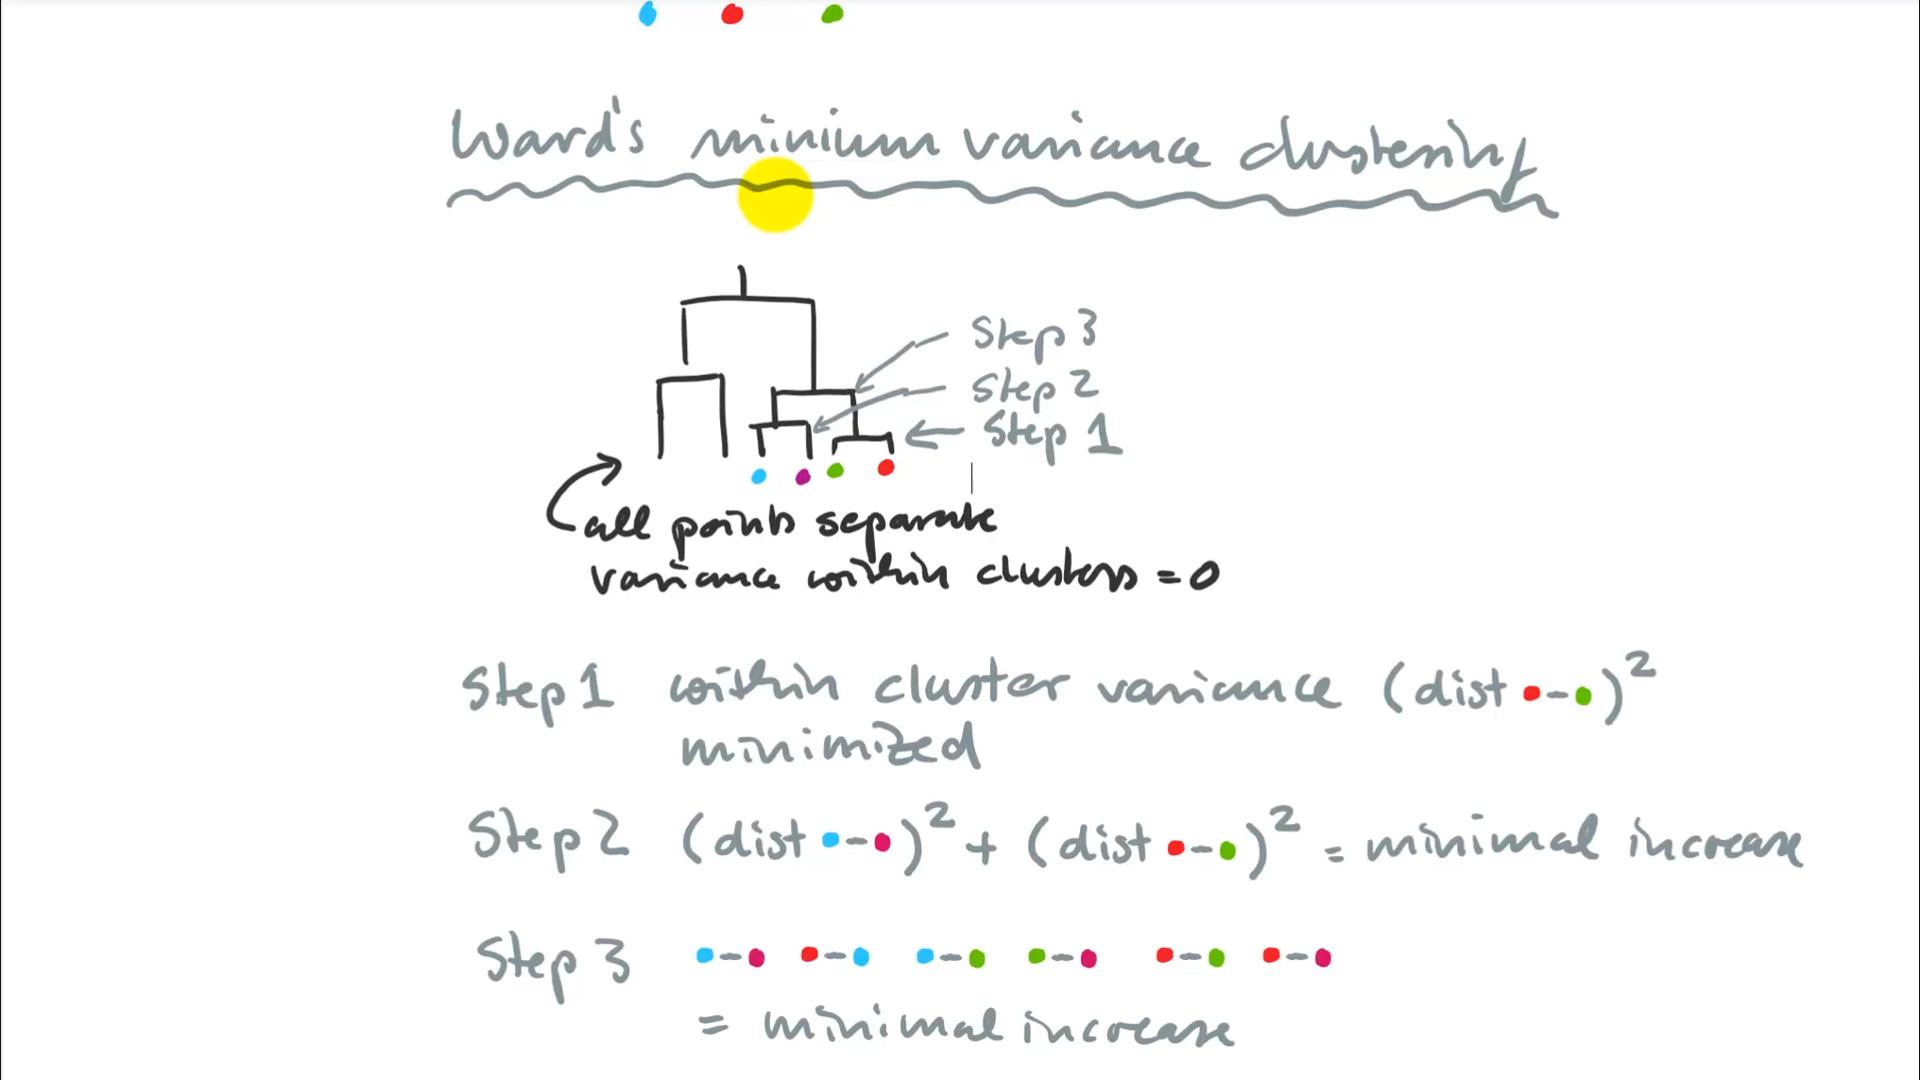 Ward's minium variance clustering
Step 3
Step 2
Step 1
all points separate
variance within clusters = 0
Step 1 within cluster variance (dist - )²
minimized
Step 2 (dist - )² + (dist - )² = minimal increase
Step 3 - - - - - -
= minimal increase